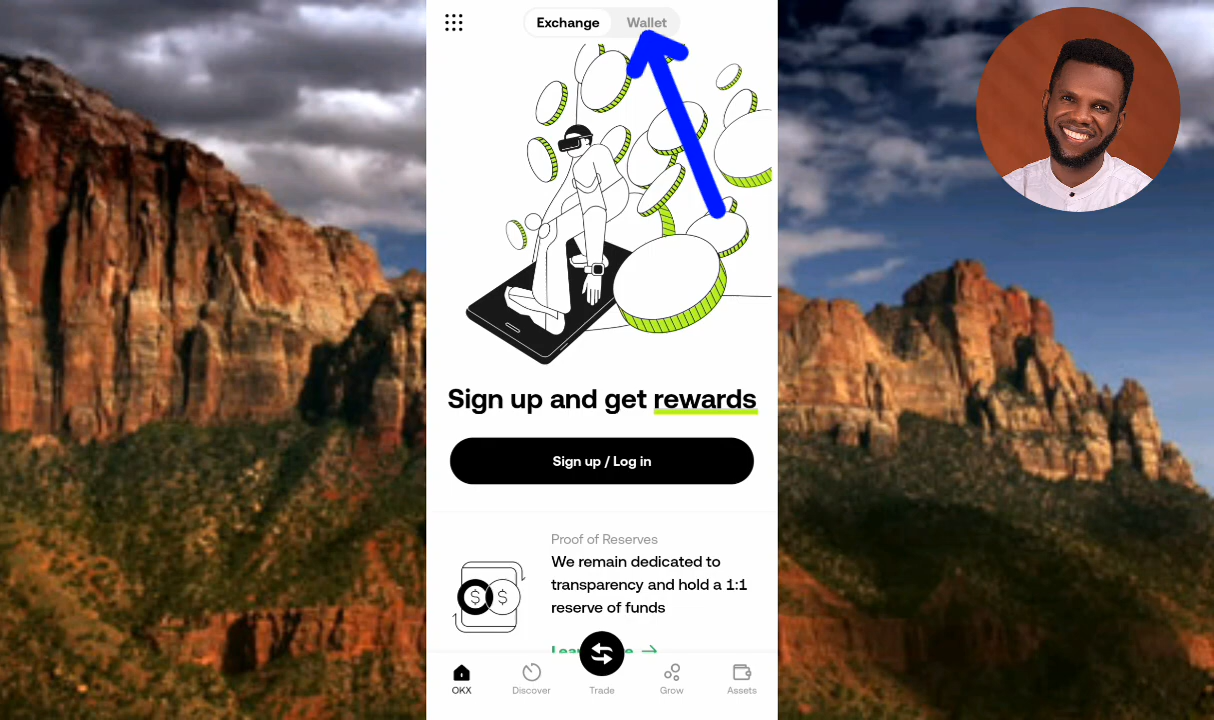 Exchange
Wallet
Sign up and get rewards
Sign up / Log in
Proof of Reserves
We remain dedicated to
transparency and hold a 1:1
reserve of funds
OKX
Discover
Trade
Grow
Assets